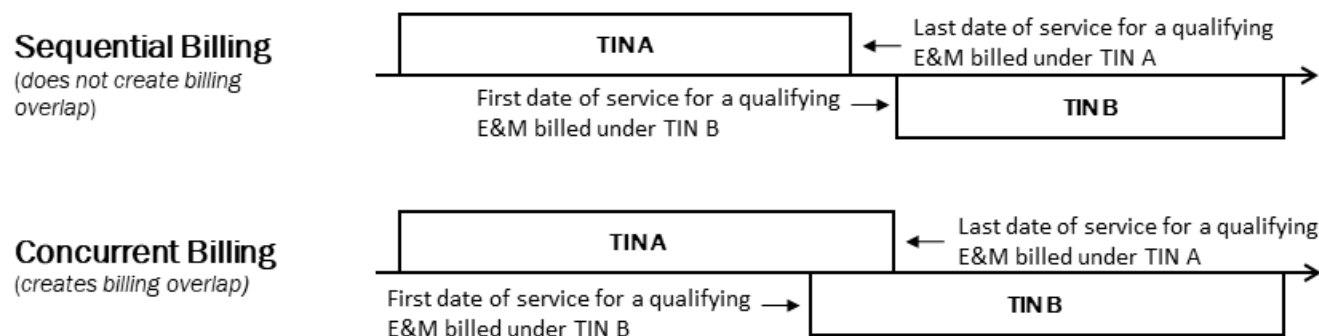 Sequential Billing
(does not create billing
overlap)
TIN A
Last date of service for a qualifying
E&M billed under TIN A
First date of service for a qualifying
E&M billed under TIN B
TIN B
Concurrent Billing
(creates billing overlap)
TIN A
Last date of service for a qualifying
E&M billed under TIN A
First date of service for a qualifying
E&M billed under TIN B
TIN B